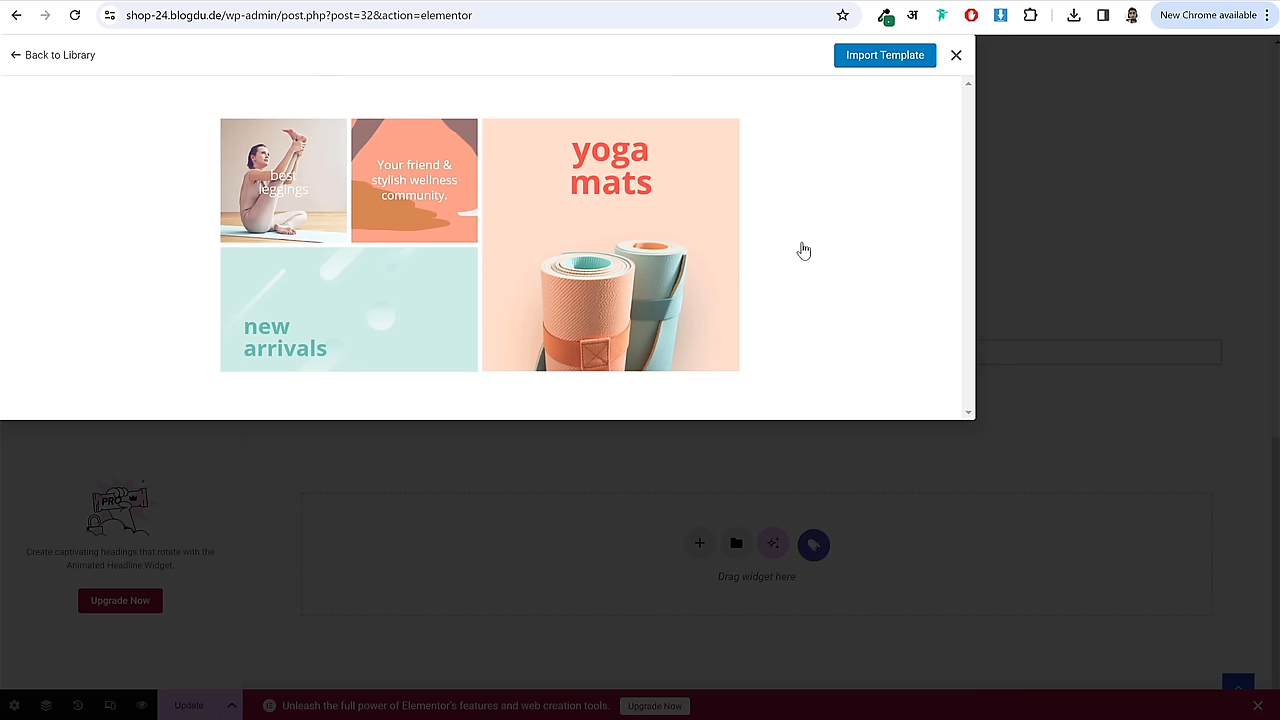 shop-24.blogdu.de/wp-admin/post.php?post=32&action=elementor
अ
New Chrome available
Back to Library
Import Template
best
leggings
Your friend &
stylish wellness
community.
yoga
mats
new
arrivals
PRO
Create captivating headings that rotate with the
Animated Headline Widget.
Upgrade Now
Drag widget here
Update
Unleash the full power of Elementor's features and web creation tools.
Upgrade Now